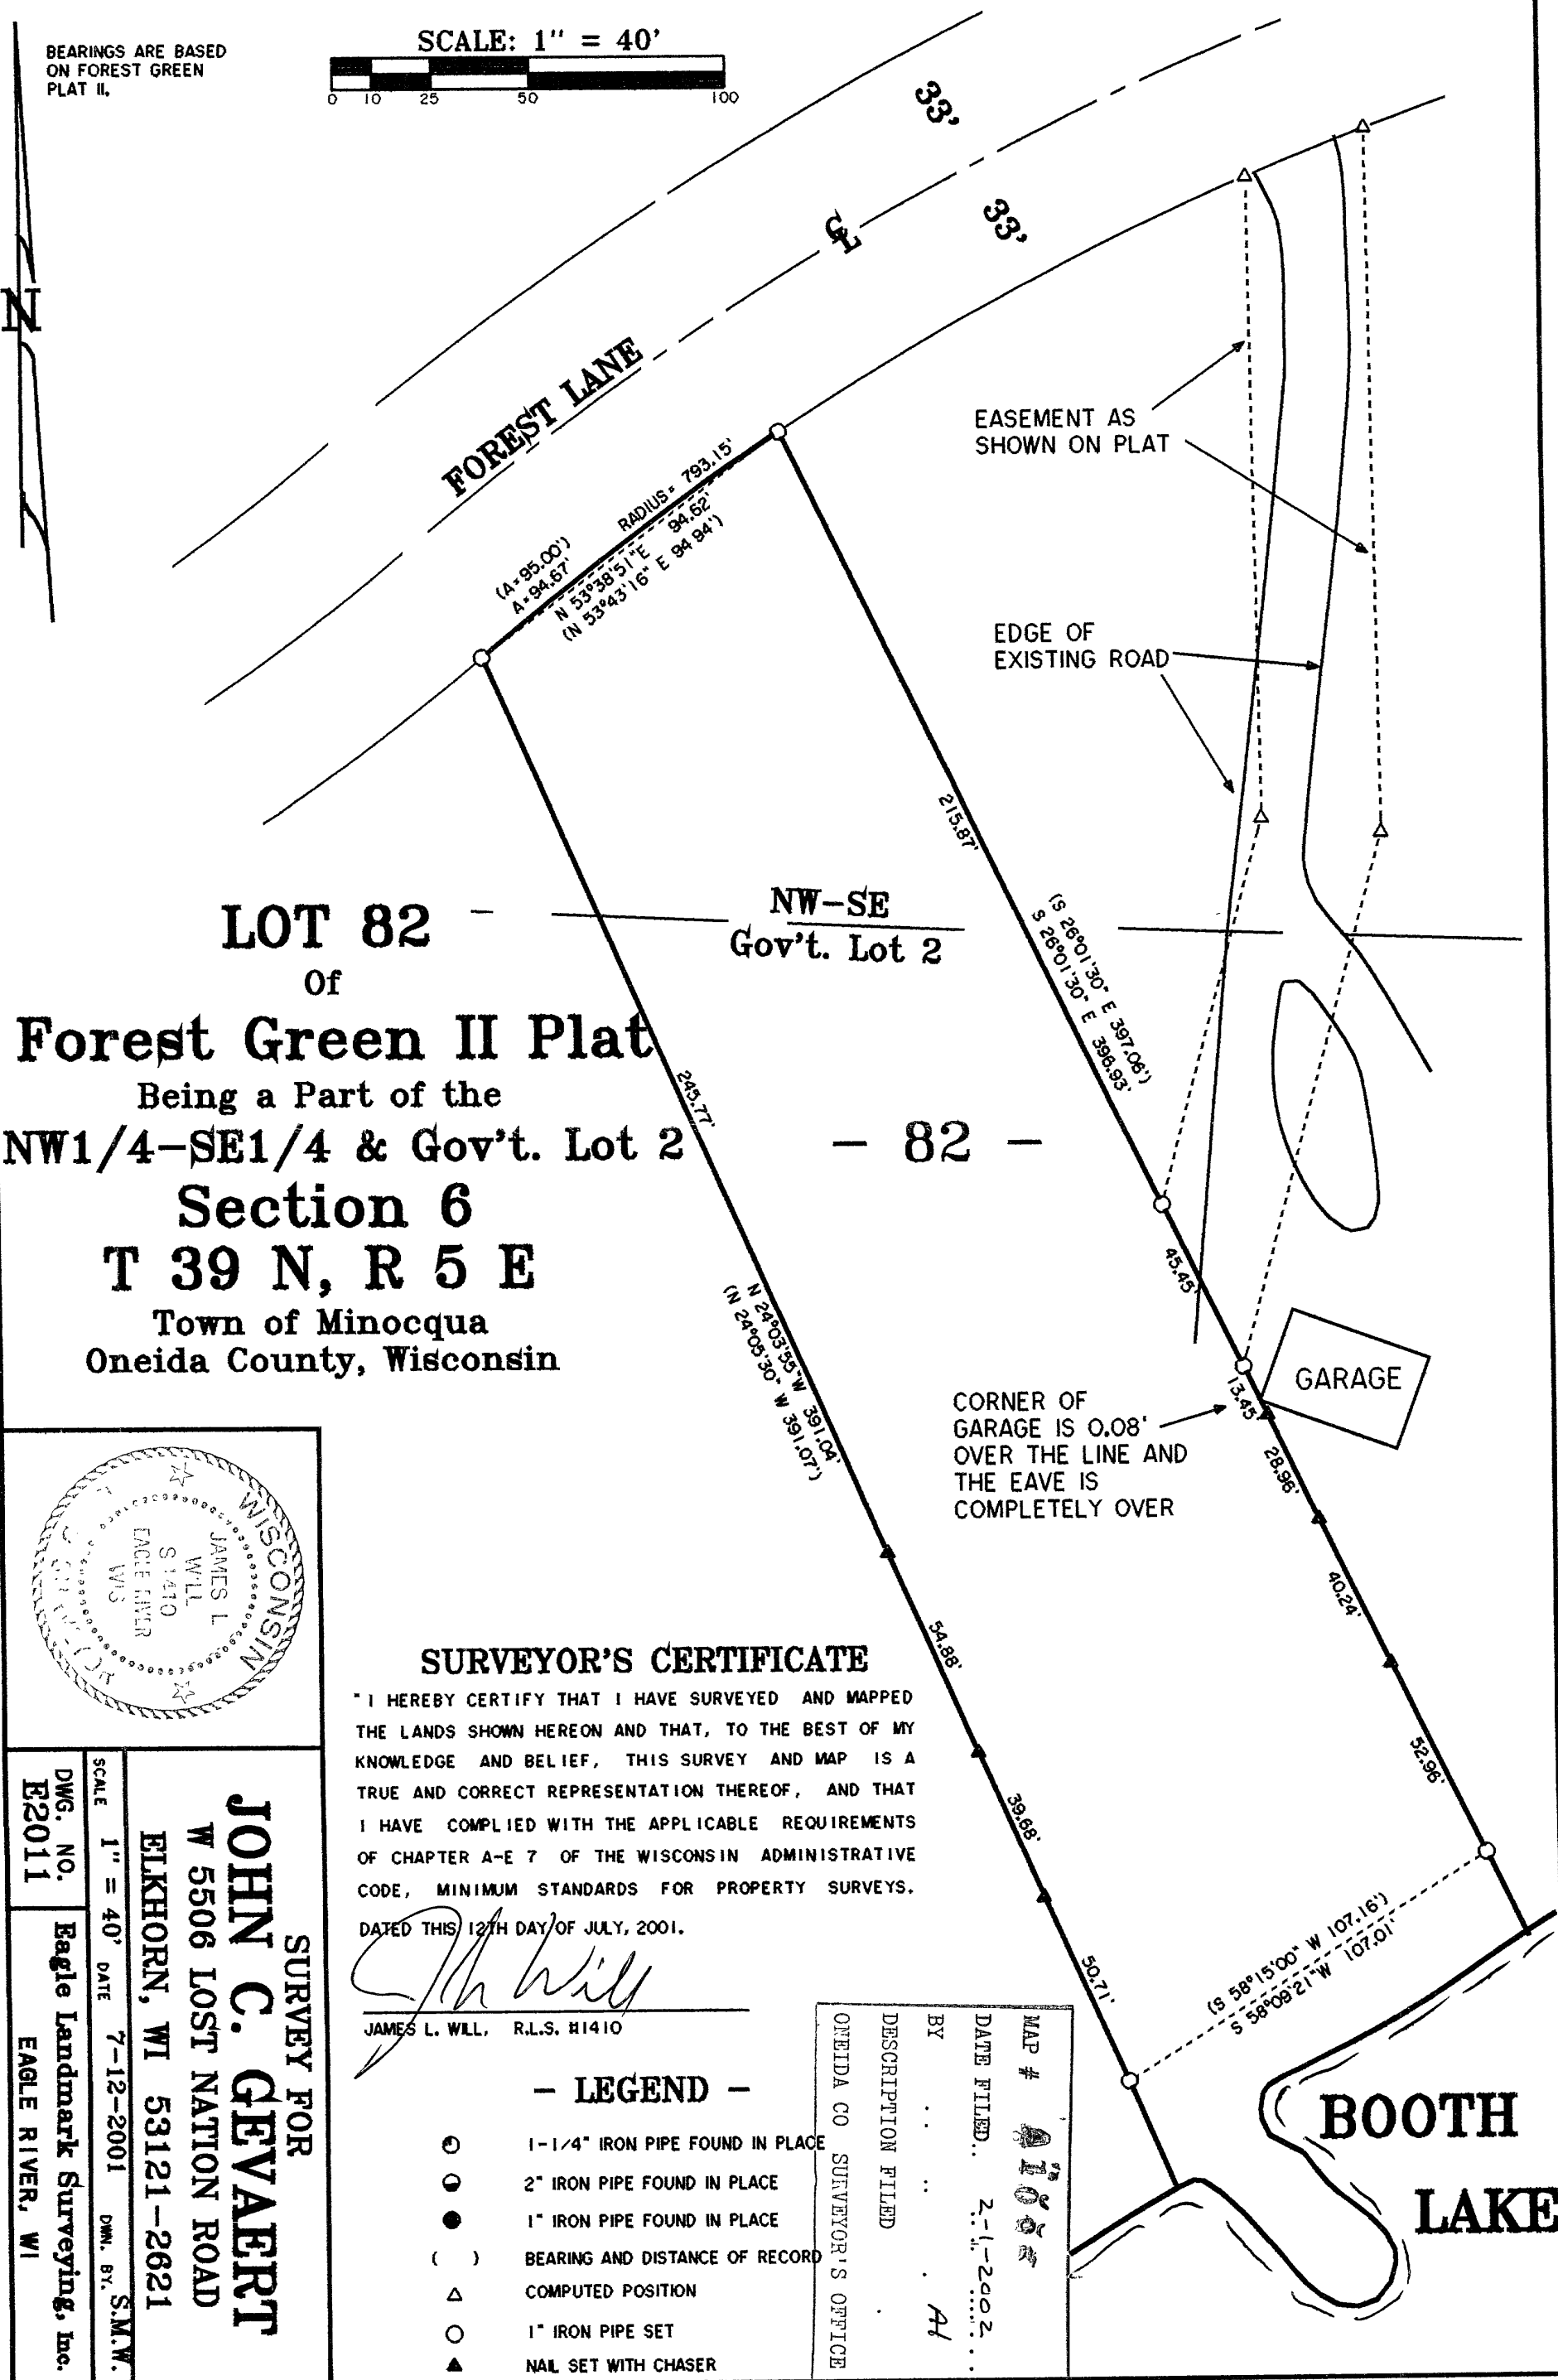 BEARINGS ARE BASED
ON FOREST GREEN
PLAT II.
SCALE: 1" = 40'
0 10 25 50 100
33'
33'
CL
N
FOREST LANE
RADIUS= 793.15'
(A=95.00')
A=94.67'
N 53°38'51"E 94.62'
(N 53°43'16" E 94.94')
EASEMENT AS
SHOWN ON PLAT
EDGE OF
EXISTING ROAD
215.87'
(S 26°01'30" E 397.06')
S 26°01'30" E 396.93'
NW-SE
Gov't. Lot 2
LOT 82
Of
Forest Green II Plat
Being a Part of the
NW1/4-SE1/4 & Gov't. Lot 2
Section 6
T 39 N, R 5 E
Town of Minocqua
Oneida County, Wisconsin
245.77'
- 82 -
N 24°03'55"W 391.04'
(N 24°05'30" W 391.07')
45.45'
13.45'
GARAGE
CORNER OF
GARAGE IS 0.08'
OVER THE LINE AND
THE EAVE IS
COMPLETELY OVER
28.96'
40.24'
52.96'
54.88'
39.68'
50.71'
(S 58°15'00" W 107.16')
S 58°09'21"W 107.01'
BOOTH
LAKE
WISCONSIN
JAMES L
WILL
S 1410
EAGLE RIVER
WIS
SURVEYOR'S CERTIFICATE
"I HEREBY CERTIFY THAT I HAVE SURVEYED AND MAPPED
THE LANDS SHOWN HEREON AND THAT, TO THE BEST OF MY
KNOWLEDGE AND BELIEF, THIS SURVEY AND MAP IS A
TRUE AND CORRECT REPRESENTATION THEREOF, AND THAT
I HAVE COMPLIED WITH THE APPLICABLE REQUIREMENTS
OF CHAPTER A-E 7 OF THE WISCONSIN ADMINISTRATIVE
CODE, MINIMUM STANDARDS FOR PROPERTY SURVEYS.
DATED THIS 12TH DAY OF JULY, 2001.
JAMES L. WILL, R.L.S. #1410
- LEGEND -
1-1/4" IRON PIPE FOUND IN PLACE
2" IRON PIPE FOUND IN PLACE
1" IRON PIPE FOUND IN PLACE
( ) BEARING AND DISTANCE OF RECORD
COMPUTED POSITION
1" IRON PIPE SET
NAIL SET WITH CHASER
MAP #
DATE FILED.. 2-1-2002
BY .. .. . AH
DESCRIPTION FILED
ONEIDA CO SURVEYOR'S OFFICE
SURVEY FOR
JOHN C. GEVAERT
W 5506 LOST NATION ROAD
ELKHORN, WI 53121-2621
SCALE 1" = 40' DATE 7-12-2001 DWN. BY. S.M.W.
DWG. NO.
E2011
Eagle Landmark Surveying, Inc.
EAGLE RIVER, WI